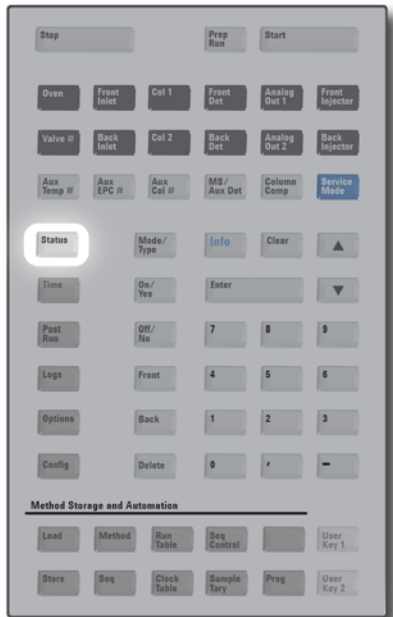 Stop Prep Run Start
Oven Front Inlet Col 1 Front Det Analog Out 1 Front Injector
Valve # Back Inlet Col 2 Back Det Analog Out 2 Back Injector
Aux Temp # Aux EPC # Aux Col # MS/ Aux Det Column Comp Service Mode
Status Mode/ Type Info Clear ▲
Time On/ Yes Enter ▼
Post Run Off/ No 7 8 9
Logs Front 4 5 6
Options Back 1 2 3
Config Delete 0 , –
Method Storage and Automation
Load Method Run Table Seq Control User Key 1
Store Seq Clock Table Sample Tary Prog User Key 2